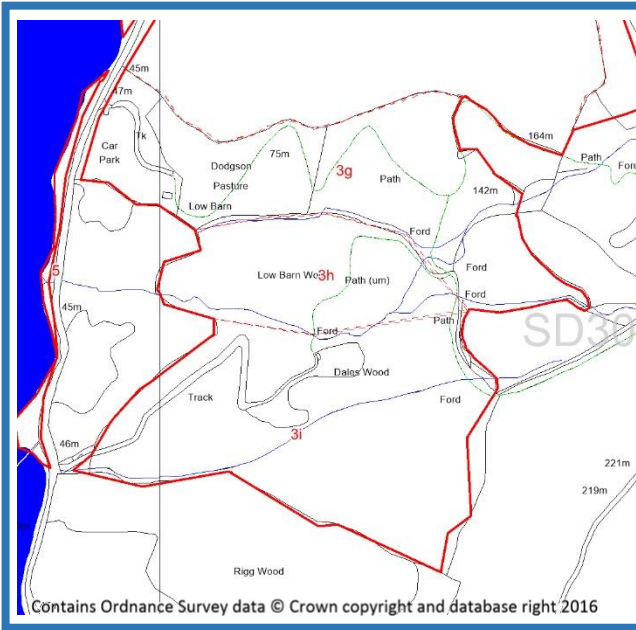 45m
47m
Tk
Car
Park
Dodgson
Pasture
75m
Low Barn
3g
Path
164m
Path
Ford
142m
Ford
Low Barn Wo
3h
Path (um)
Ford
Ford
5
45m
Ford
Path
SD30
Dales Wood
Track
Ford
3i
46m
221m
219m
Rigg Wood
Contains Ordnance Survey data © Crown copyright and database right 2016